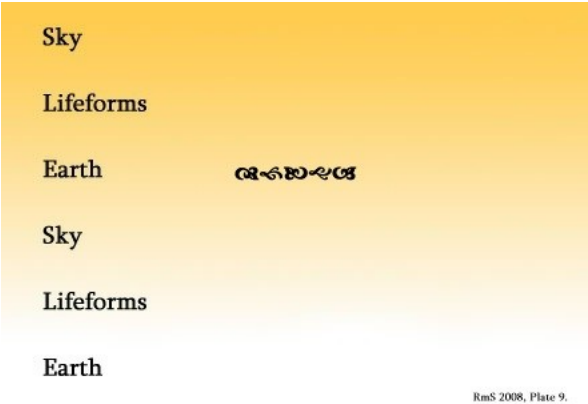 Sky
Lifeforms
Earth
Sky
Lifeforms
Earth
RmS 2008, Plate 9.